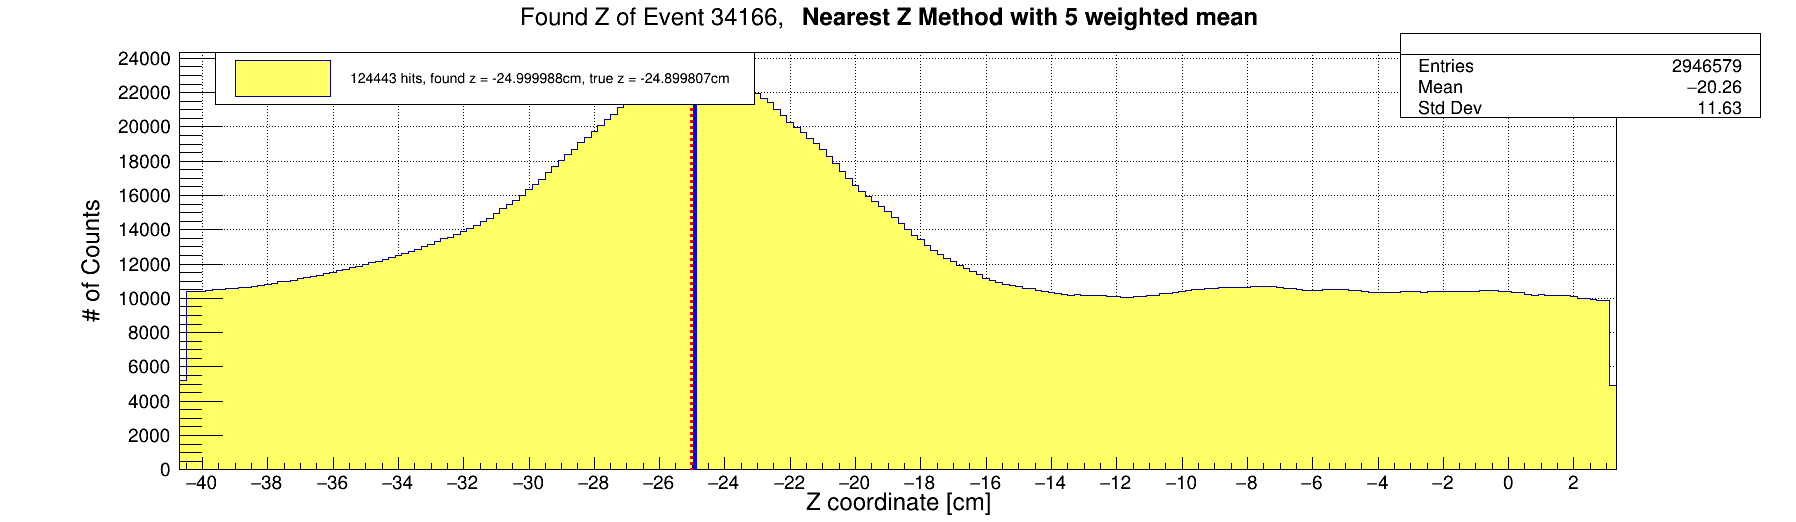 Found Z of Event 34166, Nearest Z Method with 5 weighted mean
124443 hits, found z = -24.999988cm, true z = -24.899807cm
Entries 2946579
Mean −20.26
Std Dev 11.63
24000
22000
20000
18000
16000
14000
12000
10000
8000
6000
4000
2000
0
# of Counts
−40 −38 −36 −34 −32 −30 −28 −26 −24 −22 −20 −18 −16 −14 −12 −10 −8 −6 −4 −2 0 2
Z coordinate [cm]